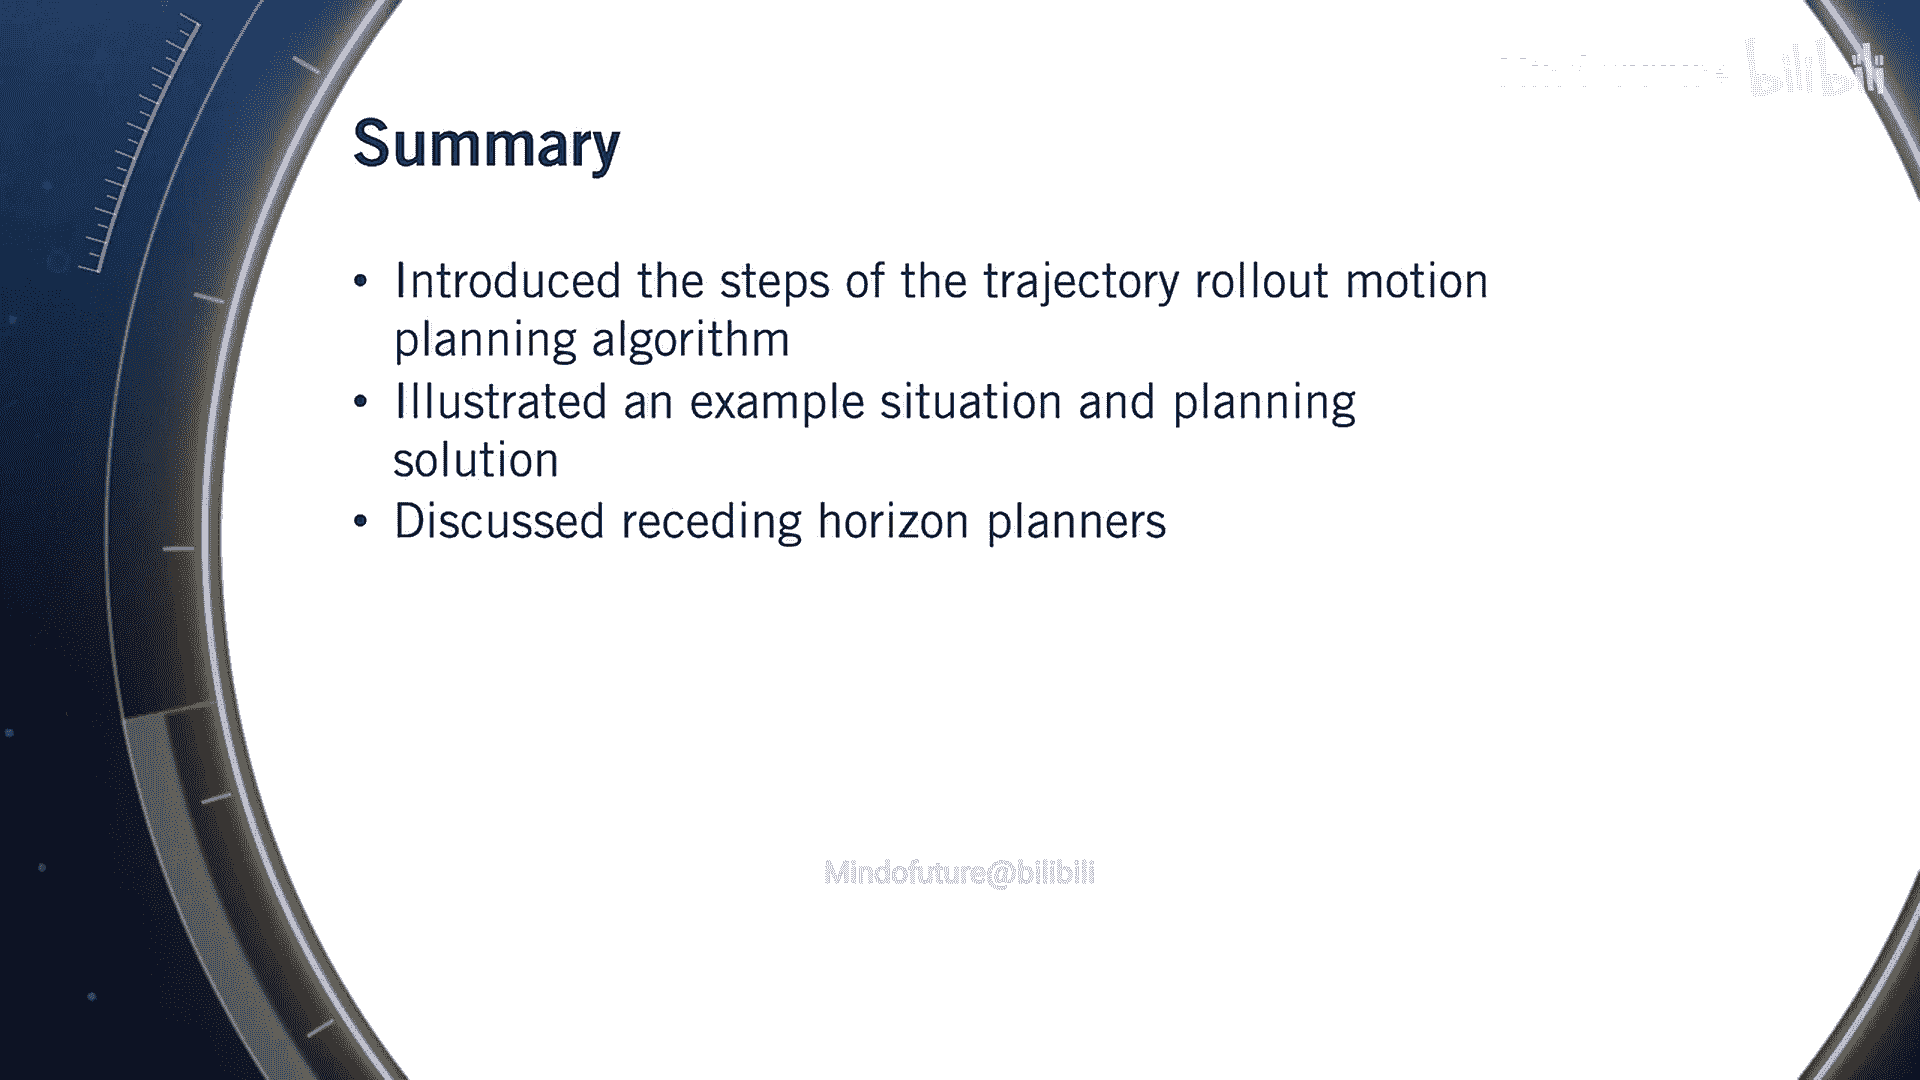 bilibili
Summary
• Introduced the steps of the trajectory rollout motion
planning algorithm
• Illustrated an example situation and planning
solution
• Discussed receding horizon planners
Mindofuture@bilibili